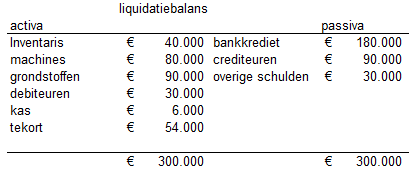 liquidatiebalans
activa passiva
Inventaris € 40.000 bankkrediet € 180.000
machines € 80.000 crediteuren € 90.000
grondstoffen € 90.000 overige schulden € 30.000
debiteuren € 30.000
kas € 6.000
tekort € 54.000
€ 300.000 € 300.000